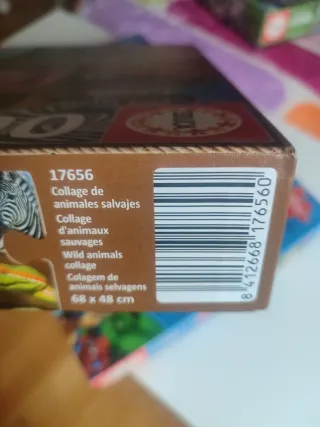 17656
Collage de
animales salvajes
Collage
d'animaux
sauvages
Wild animals
collage
Colagem de
animais selvagens
68 x 48 cm
8 412668 176560